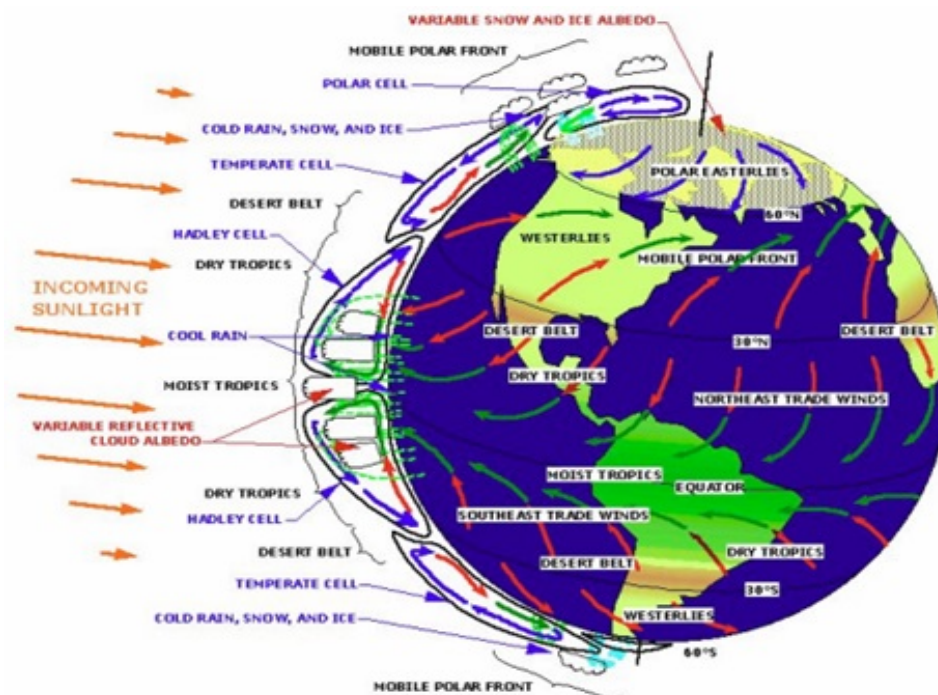 VARIABLE SNOW AND ICE ALBEDO
MOBILE POLAR FRONT
POLAR CELL
COLD RAIN, SNOW, AND ICE
TEMPERATE CELL
POLAR EASTERLIES
DESERT BELT
60°N
HADLEY CELL
WESTERLIES
DRY TROPICS
MOBILE POLAR FRONT
INCOMING
SUNLIGHT
COOL RAIN
DESERT BELT
DESERT BELT
30°N
MOIST TROPICS
DRY TROPICS
NORTHEAST TRADE WINDS
VARIABLE REFLECTIVE
CLOUD ALBEDO
MOIST TROPICS
EQUATOR
DRY TROPICS
HADLEY CELL
SOUTHEAST TRADE WINDS
DESERT BELT
DESERT BELT
DRY TROPICS
TEMPERATE CELL
30°S
COLD RAIN, SNOW, AND ICE
WESTERLIES
60°S
MOBILE POLAR FRONT